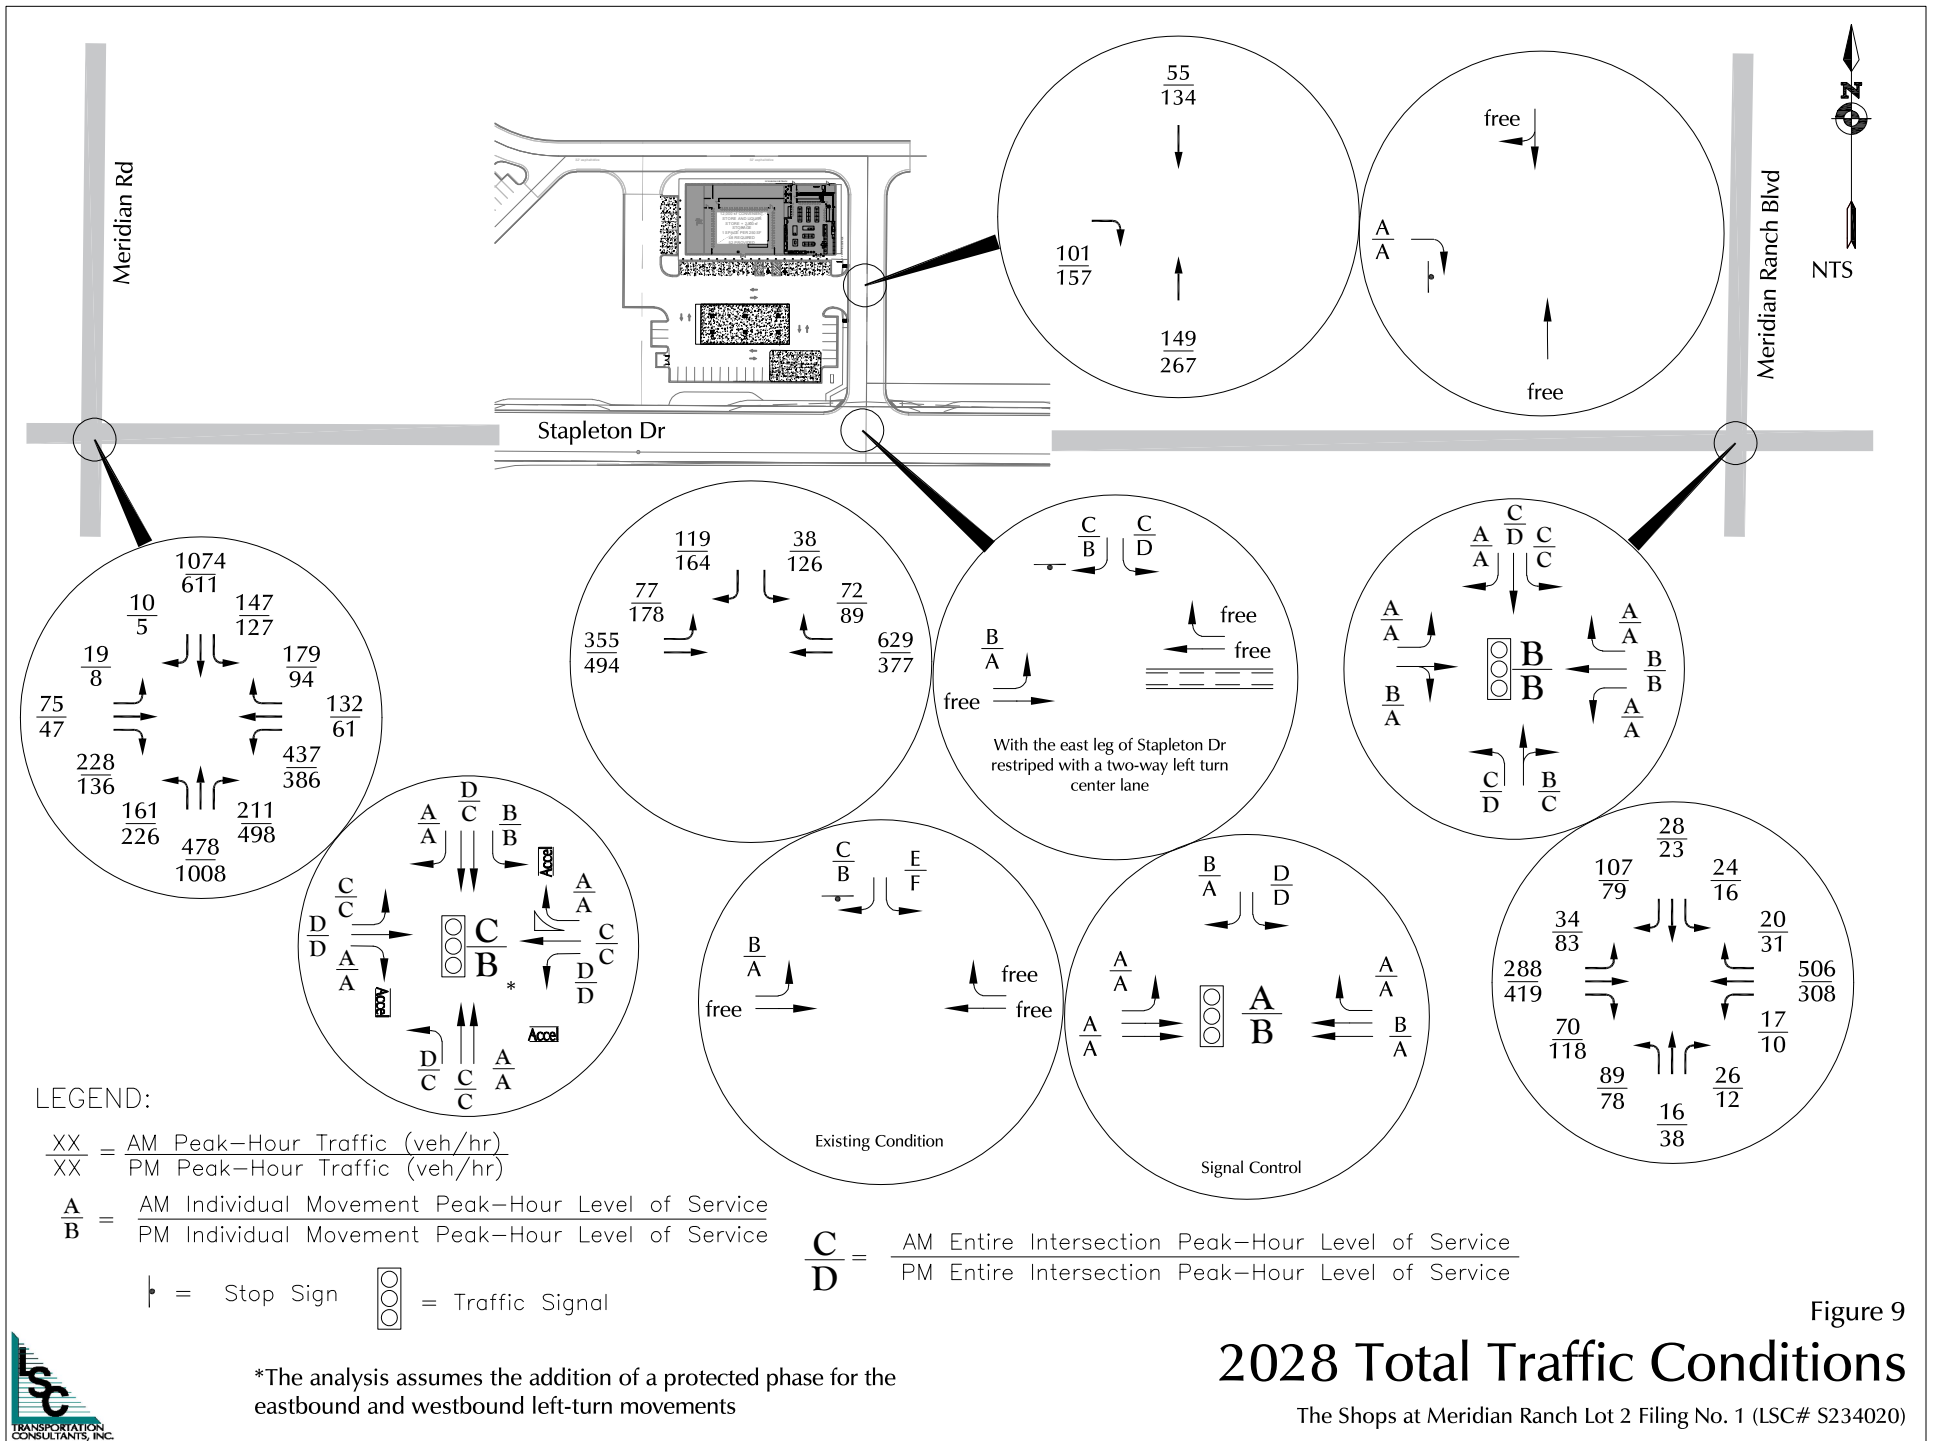 Meridian Rd
Stapleton Dr
Meridian Ranch Blvd
N
NTS
55
134
101
157
149
267
free
A
A
free
1074
611
10
5
147
127
19
8
179
94
75
47
132
61
228
136
437
386
161
226
211
498
478
1008
D
C
A
A
B
B
Accel
C
C
A
A
D
D
C
B
*
C
C
A
A
D
D
Accel
Accel
D
C
C
C
A
A
119
164
38
126
77
178
72
89
355
494
629
377
C
B
C
D
B
A
free
free
free
With the east leg of Stapleton Dr
restriped with a two-way left turn
center lane
C
B
E
F
B
A
free
free
free
Existing Condition
B
A
D
D
A
A
A
A
A
B
A
A
B
A
Signal Control
C
D
A
A
C
C
A
A
A
A
B
B
B
B
B
A
A
A
C
D
B
C
28
23
107
79
24
16
34
83
20
31
288
419
506
308
70
118
17
10
89
78
26
12
16
38
LEGEND:
XX
XX
= AM Peak-Hour Traffic (veh/hr)
PM Peak-Hour Traffic (veh/hr)
A
B
= AM Individual Movement Peak-Hour Level of Service
PM Individual Movement Peak-Hour Level of Service
C
D
= AM Entire Intersection Peak-Hour Level of Service
PM Entire Intersection Peak-Hour Level of Service
= Stop Sign
= Traffic Signal
*The analysis assumes the addition of a protected phase for the
eastbound and westbound left-turn movements
Figure 9
2028 Total Traffic Conditions
The Shops at Meridian Ranch Lot 2 Filing No. 1 (LSC# S234020)
LSC
TRANSPORTATION
CONSULTANTS, INC.